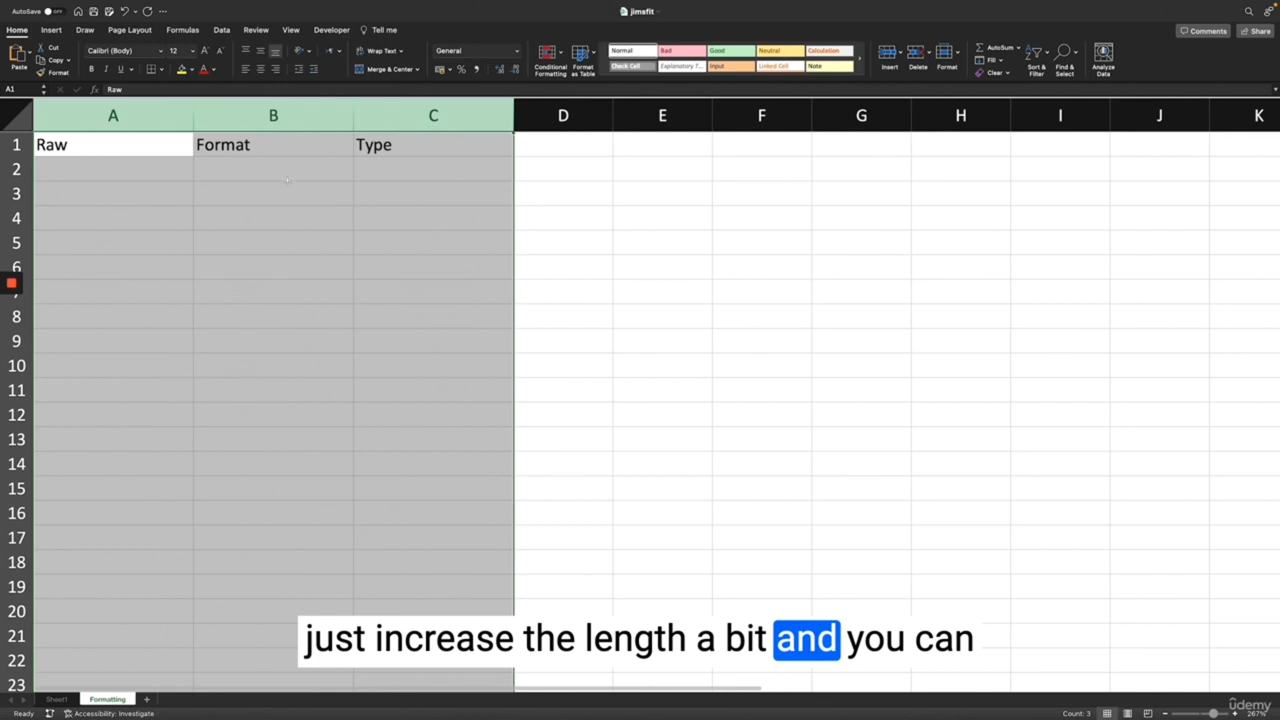 AutoSave OFF
jimsfit
Home Insert Draw Page Layout Formulas Data Review View Developer Tell me
Comments Share
Paste
Cut
Copy
Format
Calibri (Body) 12
B
Wrap Text
Merge & Center
General
Conditional Formatting
Format as Table
Normal Bad Good Neutral Calculation
Check Cell Explanatory T... Input Linked Cell Note
Insert Delete Format
AutoSum
Fill
Clear
Sort & Filter
Find & Select
Analyze Data
A1 Raw
A B C D E F G H I J K
1 Raw Format Type
2
3
4
5
6
8
9
10
11
12
13
14
15
16
17
18
19
20
21
22
23
just increase the length a bit and you can
Sheet1 Formatting +
Ready Accessibility: Investigate
Count: 3
267%
udemy